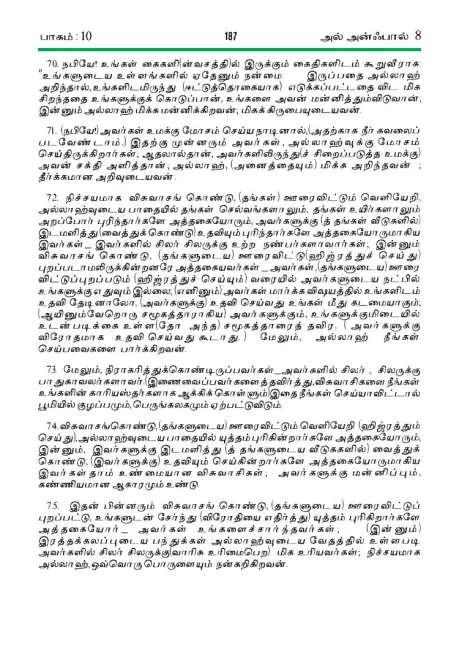 பாகம் : 10 187 அல் அன்ஃபால் 8
70. நபியே! உங்கள் கைகளி(ன்வசத்தி)ல் இருக்கும் கைதிகளிடம் கூறுவீராக:
"உங்களுடைய உள்ளங்களில் ஏதேனும் நன்மை இருப்பதை அல்லாஹ்
அறிந்தால்,உங்களிடமிருந்து (ஈட்டுத்தொகையாக) எடுக்கப்பட்டதை விட மிக
சிறந்ததை உங்களுக்குக் கொடுப்பான், உங்களை அவன் மன்னித்தும்விடுவான்;
இன்னும் அல்லாஹ் மிக்க மன்னிக்கிறவன்; மிகக் கிருபையுடையவன்.
71. (நபியே!)அவர்கள் உமக்கு மோசம் செய்ய நாடினால்,(அதற்காக நீர் கவலைப்
படவேண்டாம்.) இதற்கு முன்னரும் அவர்கள், அல்லாஹ்வுக்கு மோசம்
செய்திருக்கிறார்கள்; ஆதலால்தான், அவர்களிலிருந்து(ச் சிறைப்படுத்த உமக்கு)
அவன் சக்தி அளித்தான்; அல்லாஹ், (அனைத்தையும்) மிக்க அறிந்தவன் ;
தீர்க்கமான அறிவுடையவன் .
72. நிச்சயமாக விசுவாசங் கொண்டு, (தங்கள்) ஊரைவிட்டும் வெளியேறி,
அல்லாஹ்வுடைய பாதையில் தங்கள் செல்வங்களாலும், தங்கள் உயிர்களாலும்
அறப்போர் புரிந்தார்களே அத்தகையோரும், அவர்களுக்கு(த் தங்கள் வீடுகளில்)
இடமளித்து(வைத்துக் கொண்டு) உதவியும் புரிந்தார்களே அத்தகையோருமாகிய
இவர்கள் _ இவர்களில் சிலர் சிலருக்கு உற்ற நண்பர்களாவார்கள்; இன்னும்
விசுவாசங் கொண்டு, (தங்களுடைய) ஊரைவிட்டு(ஹிஜ்ரத்துச் செய்து)
புறப்படாமலிருக்கின்றனரே அத்தகையவர்கள் _ அவர்கள்,(தங்களுடைய) ஊரை
விட்டுப்புறப்படும் (ஹிஜ்ரத்துச் செய்யும்) வரையில் அவர்களுடைய நட்பில்
உங்களுக்கு எதுவும் இல்லை; (எனினும்) அவர்கள் மார்க்க விஷயத்தில் உங்களிடம்
உதவி தேடினாலோ, (அவர்களுக்கு) உதவி செய்வது உங்கள் மீது கடமையாகும்;
(ஆயினும்வேறொரு சமூகத்தாராகிய) அவர்களுக்கும், உங்களுக்குமிடையில்
உடன்படிக்கை உள்ள(தோ அந்த) சமூகத்தாரைத் தவிர, ( அவர்களுக்கு
விரோதமாக உதவி செய்வது கூடாது. ) மேலும், அல்லாஹ் நீங்கள்
செய்பவைகளை பார்க்கிறவன்.
73. மேலும், நிராகரித்துக்கொண்டிருப்பவர்கள்_அவர்களில் சிலர் , சிலருக்கு
பாதுகாவலர்களாவர்.(இணைவைப்பவர்களைத்தவிர்த்து,விசுவாசிகளை நீங்கள்
உங்களின் காரியஸ்தர்களாக ஆக்கிக் கொள்ளும்)இதை நீங்கள் செய்யாவிட்டால்
பூமியில் குழப்பமும், பெருங்கலகமும் ஏற்பட்டுவிடும்.
74. விசுவாசங்கொண்டு,(தங்களுடைய) ஊரைவிட்டும் வெளியேறி (ஹிஜ்ரத்தும்
செய்து),அல்லாஹ்வுடைய பாதையில் யுத்தம் புரிகின்றார்களே அத்தகையோரும்,
இன்னும், இவர்களுக்கு இடமளித்து (த் தங்களுடைய வீடுகளில்) வைத்துக்
கொண்டு, (இவர்களுக்கு) உதவியும் செய்கின்றார்களே அத்தகையோருமாகிய
இவர்கள்தாம் உண்மையான விசுவாசிகள்; அவர்களுக்கு மன்னிப்பும்,
கண்ணியமான ஆகாரமும் உண்டு.
75. இதன் பின்னரும் விசுவாசங் கொண்டு, (த் தங்களுடைய) ஊரைவிட்டுப்
புறப்பட்டு, உங்களுடன் சேர்ந்து (விரோதியை எதிர்த்து) யுத்தம் புரிகிறார்களே
அத்தகையோர் _ அவர்கள் உங்களைச்சார்ந்தவர்கள் ; (இன்னும்)
இரத்தக்கலப்புடைய பந்துக்கள் அல்லாஹ்வுடைய வேதத்தில் உள்ளபடி
அவர்களில் சிலர் சிலருக்கு(வாரிசு உரிமைபெற) மிக உரியவர்கள்; நிச்சயமாக
அல்லாஹ்,ஒவ்வொரு பொருளையும் நன்கறிகிறவன்.